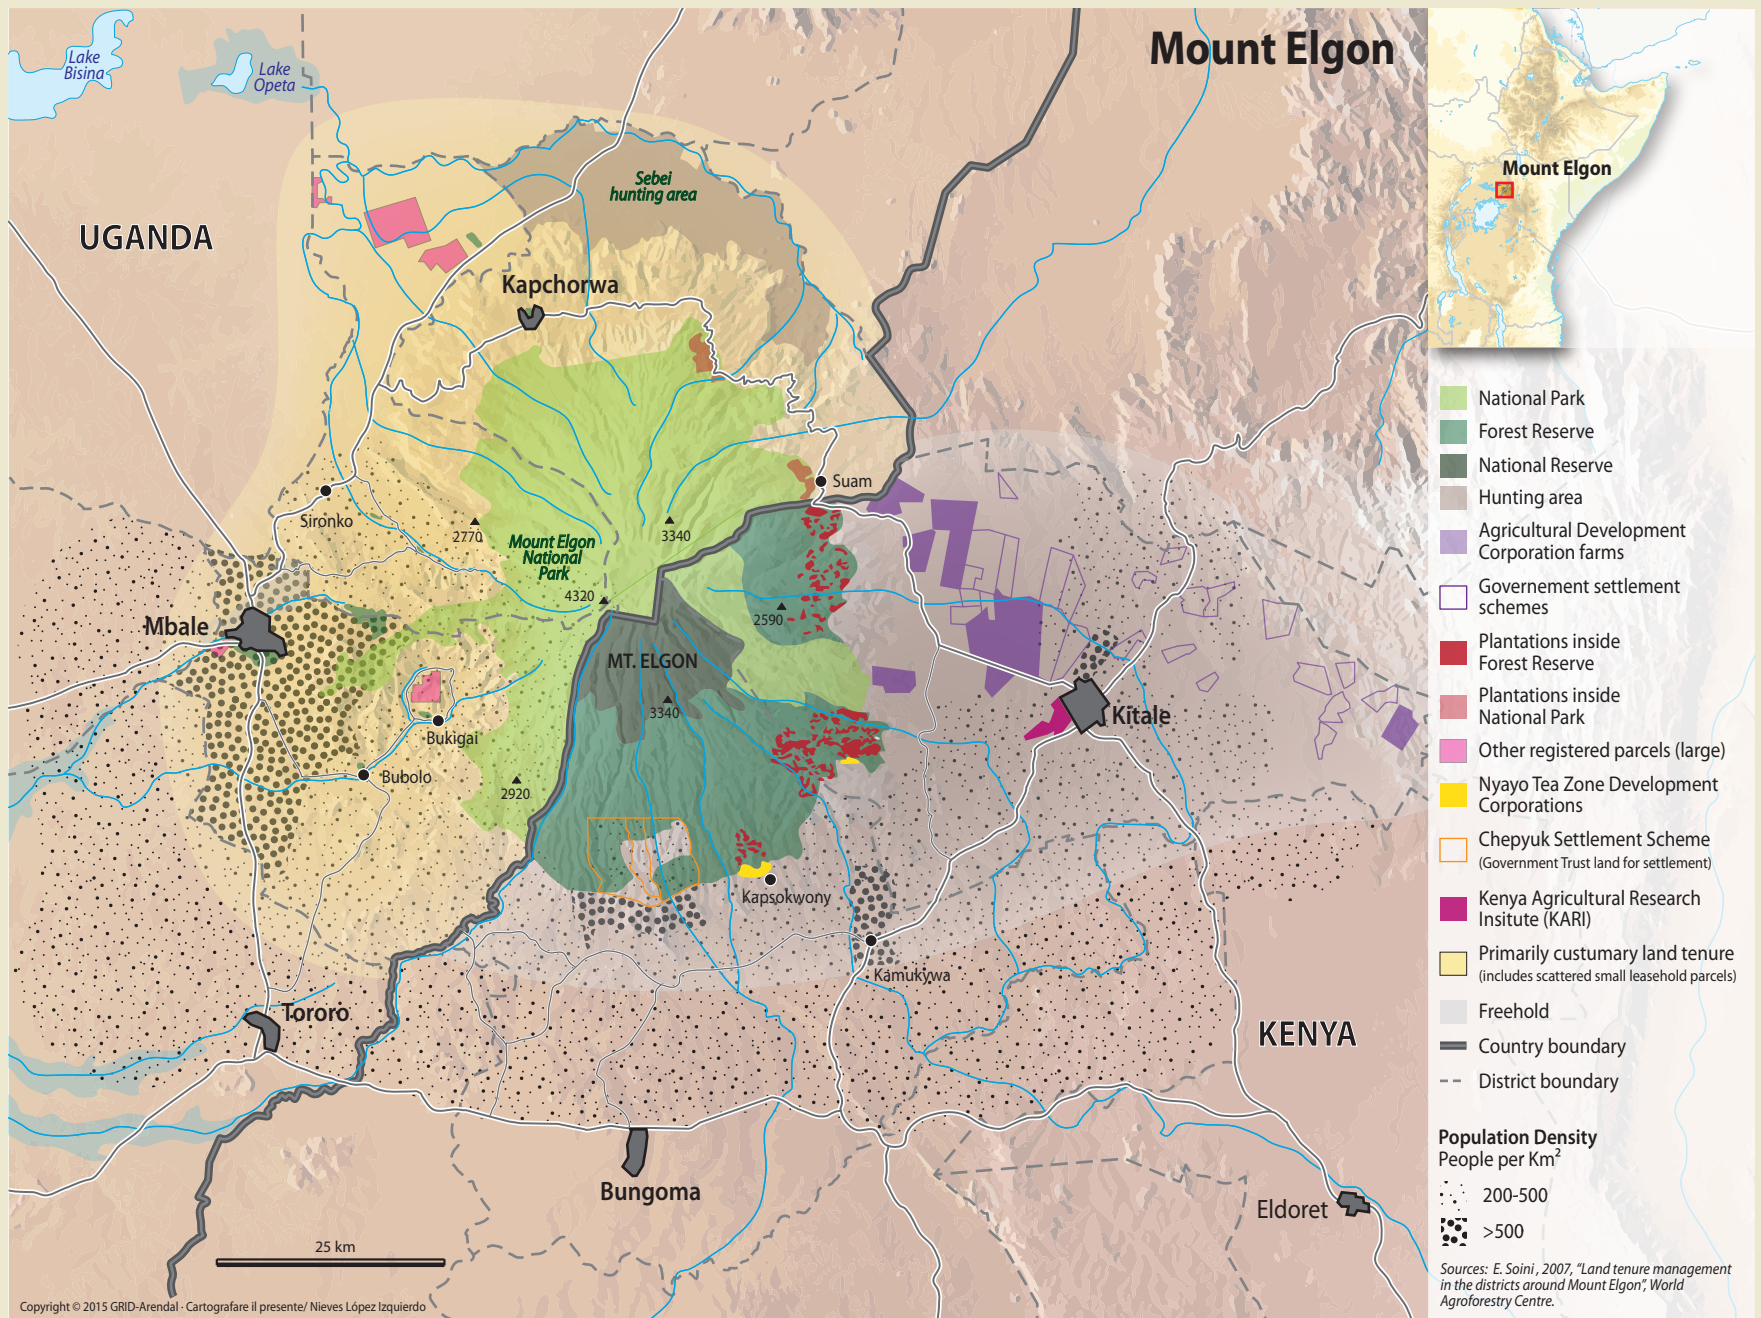 Mount Elgon
Lake
Bisina
Lake
Opeta
UGANDA
Sebei
hunting area
Kapchorwa
Suam
Sironko
2770
Mount Elgon
National
Park
3340
4320
2590
Mbale
MT. ELGON
3340
Bukigai
Bubolo
2920
Kitale
Kapsokwony
Kamukywa
Tororo
KENYA
Bungoma
Eldoret
25 km
Copyright © 2015 GRID-Arendal · Cartografare il presente/ Nieves López Izquierdo
Mount Elgon
National Park
Forest Reserve
National Reserve
Hunting area
Agricultural Development
Corporation farms
Governement settlement
schemes
Plantations inside
Forest Reserve
Plantations inside
National Park
Other registered parcels (large)
Nyayo Tea Zone Development
Corporations
Chepyuk Settlement Scheme
(Government Trust land for settlement)
Kenya Agricultural Research
Insitute (KARI)
Primarily custumary land tenure
(includes scattered small leasehold parcels)
Freehold
Country boundary
District boundary
Population Density
People per Km²
200-500
>500
Sources: E. Soini, 2007, "Land tenure management
in the districts around Mount Elgon", World
Agroforestry Centre.